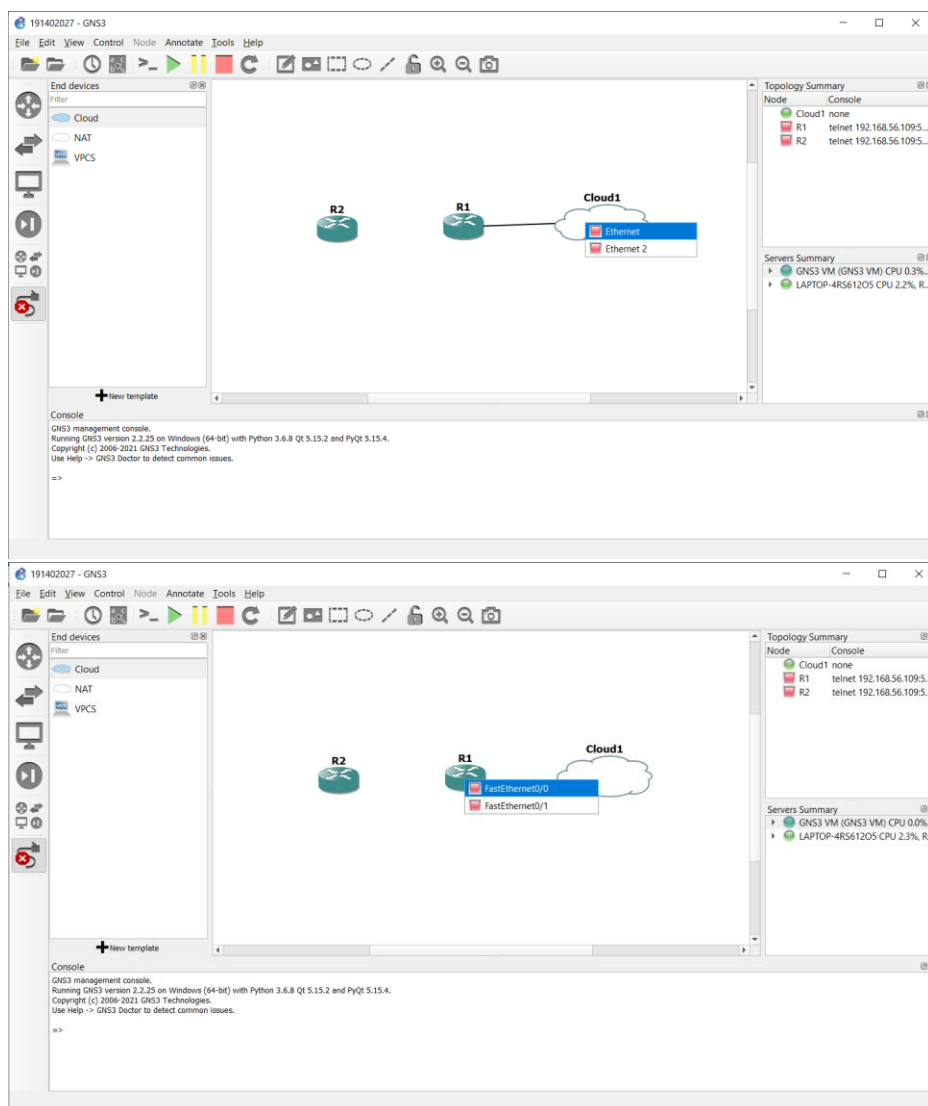 191402027 - GNS3
File Edit View Control Node Annotate Tools Help
End devices
Filter
Cloud
NAT
VPCS
New template
R2
R1
Cloud1
Ethernet
Ethernet 2
Topology Summary
Node Console
Cloud1 none
R1 telnet 192.168.56.109:5...
R2 telnet 192.168.56.109:5...
Servers Summary
GNS3 VM (GNS3 VM) CPU 0.3%...
LAPTOP-4RS612O5 CPU 2.2%, R...
Console
GNS3 management console.
Running GNS3 version 2.2.25 on Windows (64-bit) with Python 3.6.8 Qt 5.15.2 and PyQt 5.15.4.
Copyright (c) 2006-2021 GNS3 Technologies.
Use Help -> GNS3 Doctor to detect common issues.
=>
191402027 - GNS3
File Edit View Control Node Annotate Tools Help
End devices
Filter
Cloud
NAT
VPCS
New template
R2
R1
Cloud1
FastEthernet0/0
FastEthernet0/1
Topology Summary
Node Console
Cloud1 none
R1 telnet 192.168.56.109:5.
R2 telnet 192.168.56.109:5.
Servers Summary
GNS3 VM (GNS3 VM) CPU 0.0%.
LAPTOP-4RS612O5 CPU 2.3%, R
Console
GNS3 management console.
Running GNS3 version 2.2.25 on Windows (64-bit) with Python 3.6.8 Qt 5.15.2 and PyQt 5.15.4.
Copyright (c) 2006-2021 GNS3 Technologies.
Use Help -> GNS3 Doctor to detect common issues.
=>